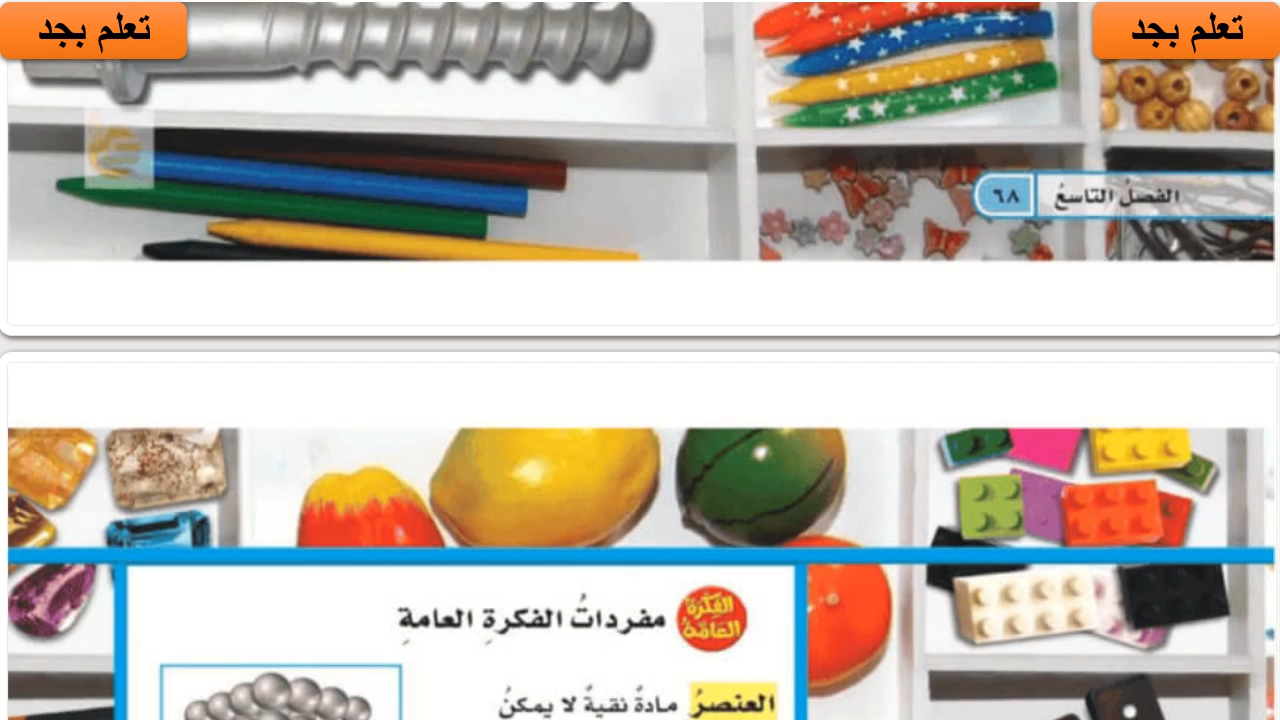 تعلم بجد
تعلم بجد
الفصلُ التاسعُ ٦٨
الفكرة العامة
مفرداتُ الفكرةِ العامةِ
العنصرُ مادةٌ نقيةٌ لا يمكنُ